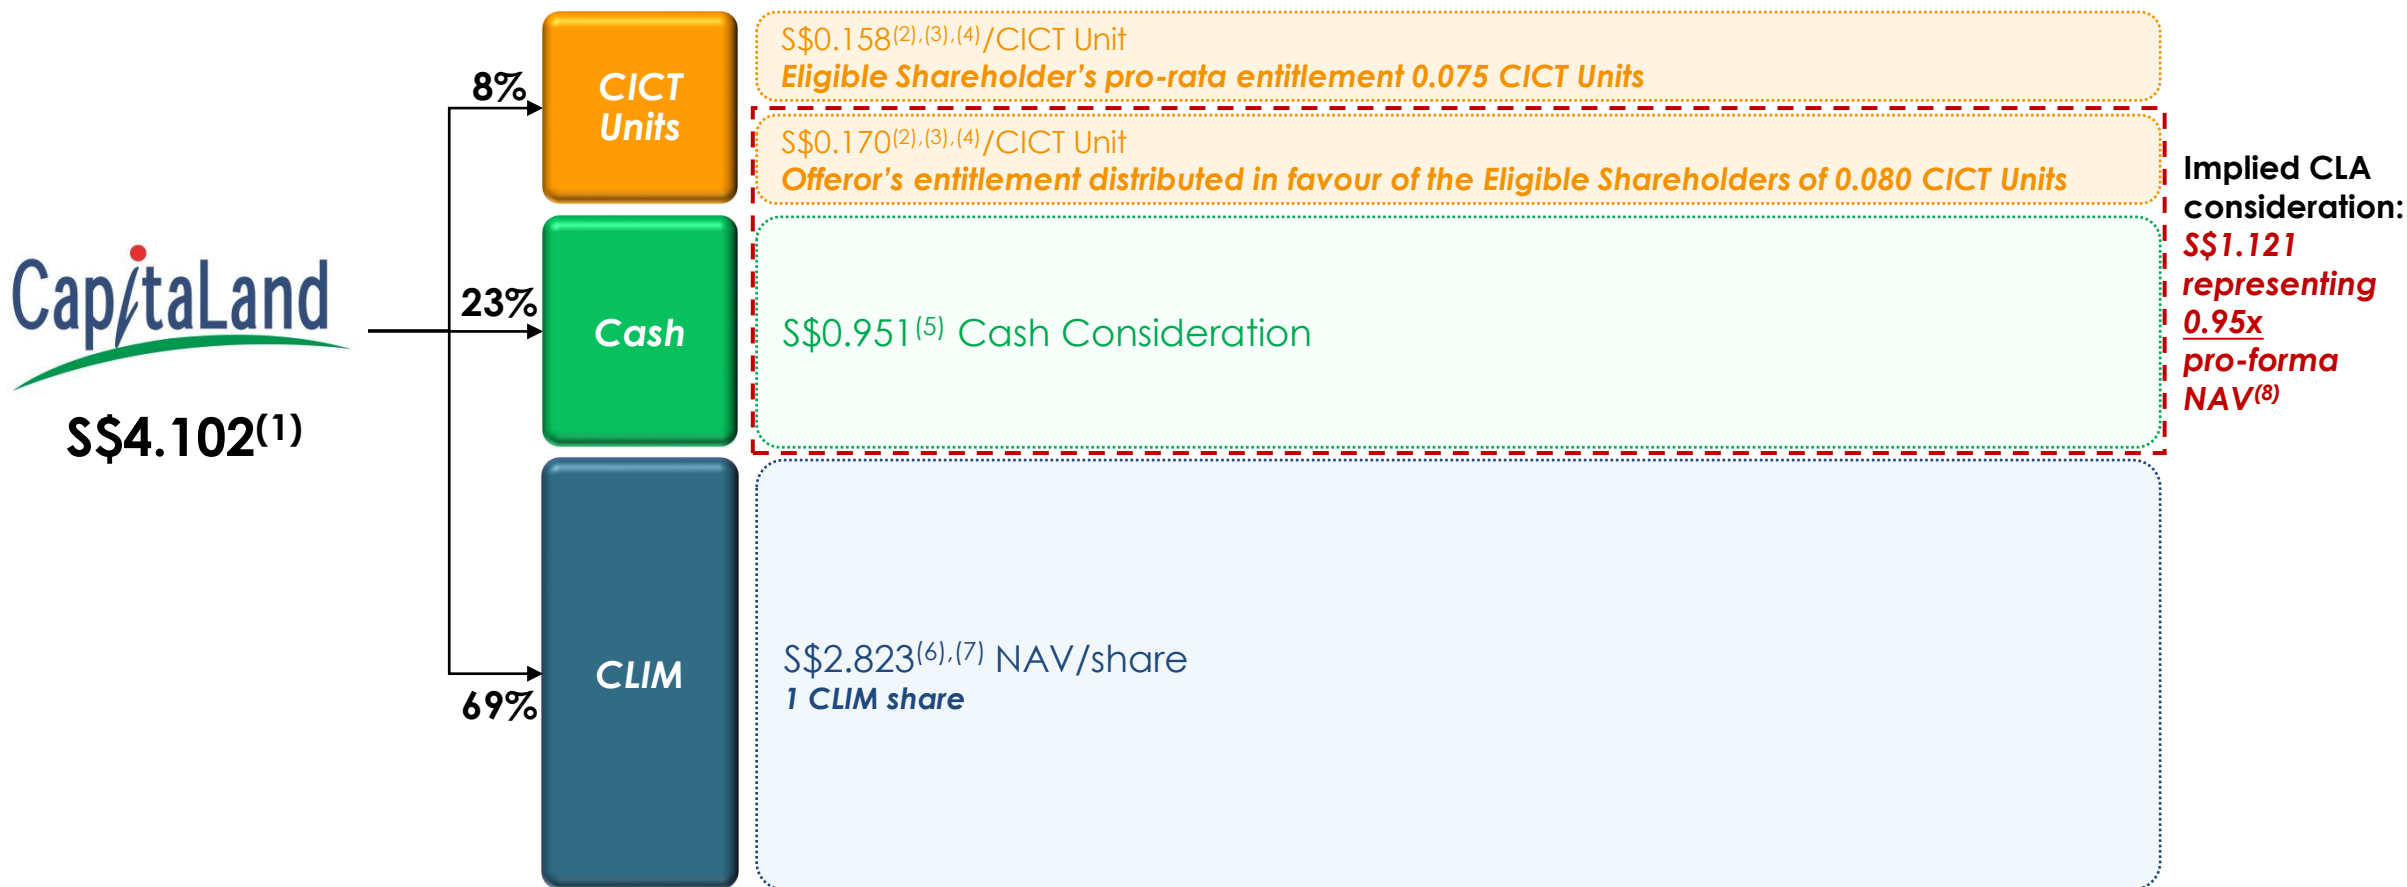 CapitaLand
S$4.102(1)
8%
23%
69%
CICT
Units
Cash
CLIM
S$0.158(2),(3),(4)/CICT Unit
Eligible Shareholder's pro-rata entitlement 0.075 CICT Units
S$0.170(2),(3),(4)/CICT Unit
Offeror's entitlement distributed in favour of the Eligible Shareholders of 0.080 CICT Units
S$0.951(5) Cash Consideration
S$2.823(6),(7) NAV/share
1 CLIM share
Implied CLA
consideration:
S$1.121
representing
0.95x
pro-forma
NAV(8)